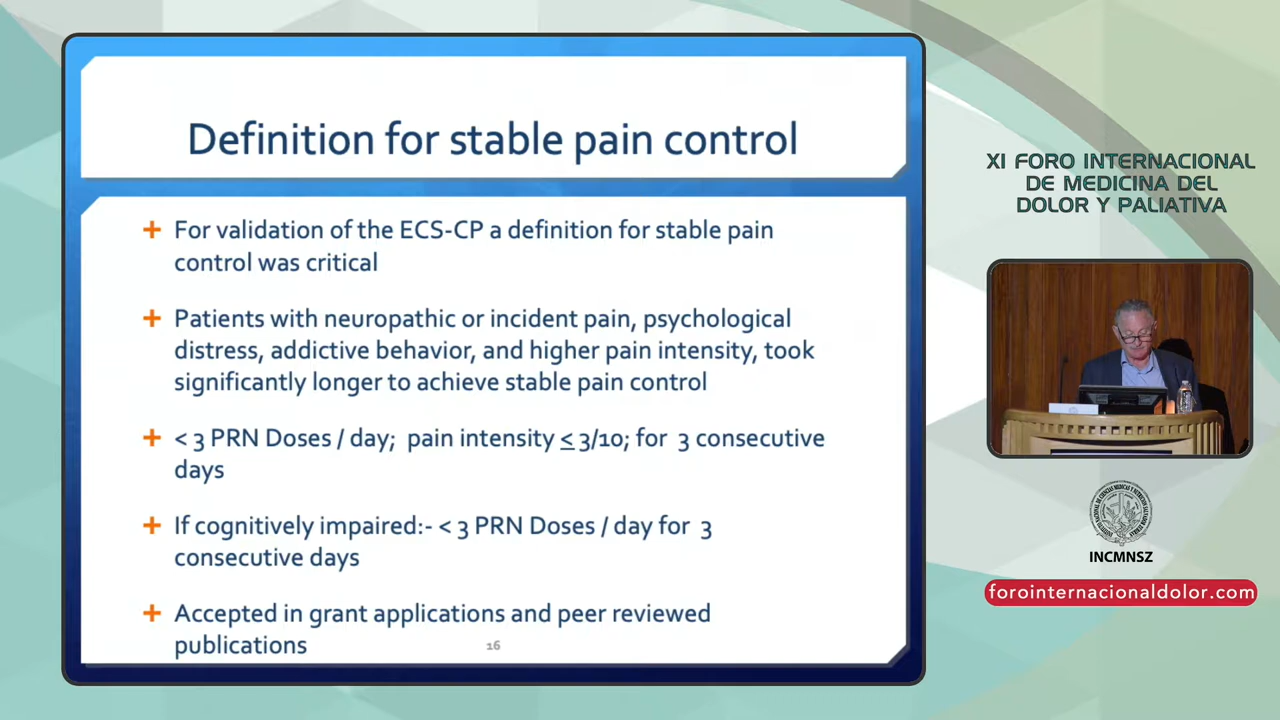 Definition for stable pain control
+ For validation of the ECS-CP a definition for stable pain
control was critical
+ Patients with neuropathic or incident pain, psychological
distress, addictive behavior, and higher pain intensity, took
significantly longer to achieve stable pain control
+ < 3 PRN Doses / day; pain intensity ≤ 3/10; for 3 consecutive
days
+ If cognitively impaired:- < 3 PRN Doses / day for 3
consecutive days
+ Accepted in grant applications and peer reviewed
publications
16
XI FORO INTERNACIONAL
DE MEDICINA DEL
DOLOR Y PALIATIVA
INCMNSZ
forointernacionaldolor.com